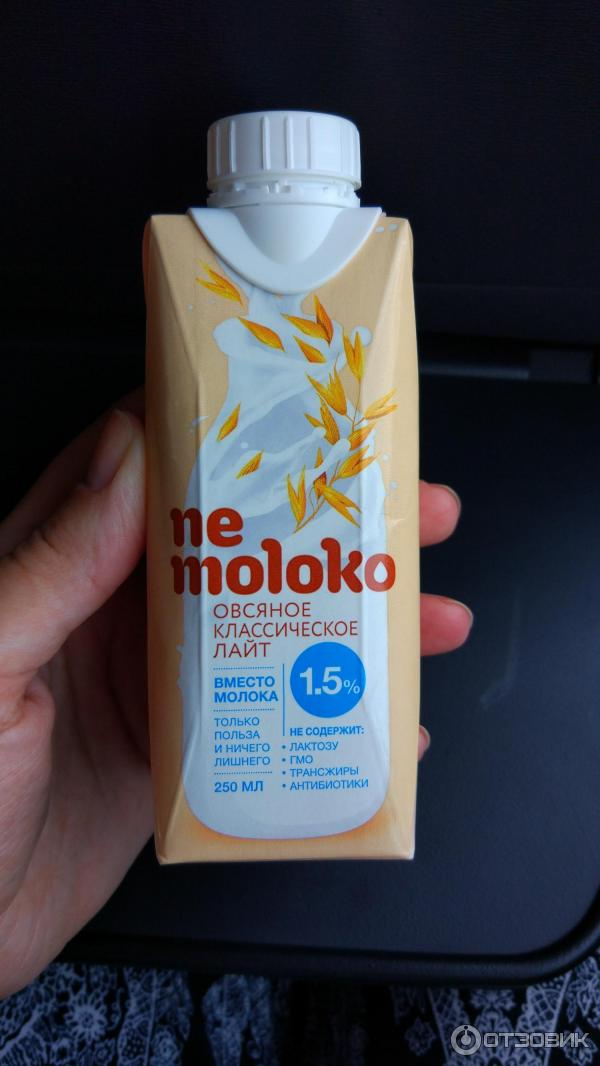 ne
moloko
ОВСЯНОЕ
КЛАССИЧЕСКОЕ
ЛАЙТ
ВМЕСТО
МОЛОКА
ТОЛЬКО
ПОЛЬЗА
И НИЧЕГО
ЛИШНЕГО
250 МЛ
1.5%
НЕ СОДЕРЖИТ:
• ЛАКТОЗУ
• ГМО
• ТРАНСЖИРЫ
• АНТИБИОТИКИ
ОТЗОВИК